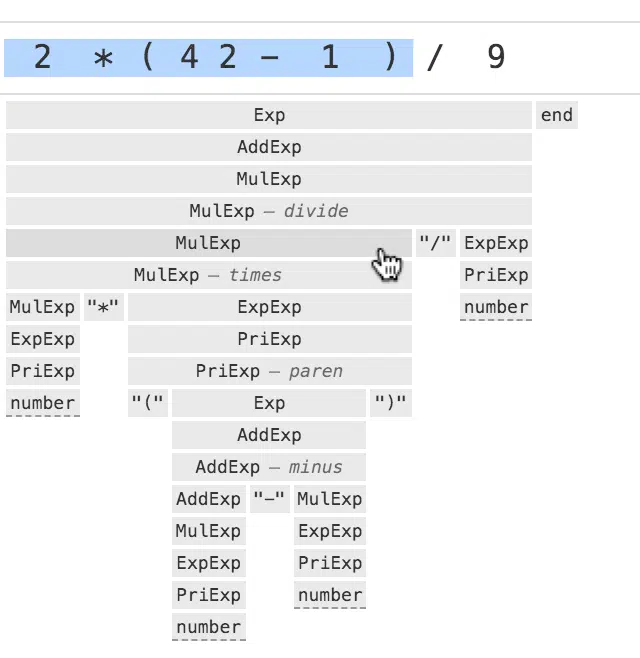 2 * ( 4 2 – 1 ) / 9
Exp end
AddExp
MulExp
MulExp – divide
MulExp "/" ExpExp
MulExp – times PriExp
MulExp "*" ExpExp number
ExpExp PriExp
PriExp PriExp – paren
number "(" Exp ")"
AddExp
AddExp – minus
AddExp "–" MulExp
MulExp ExpExp
ExpExp PriExp
PriExp number
number